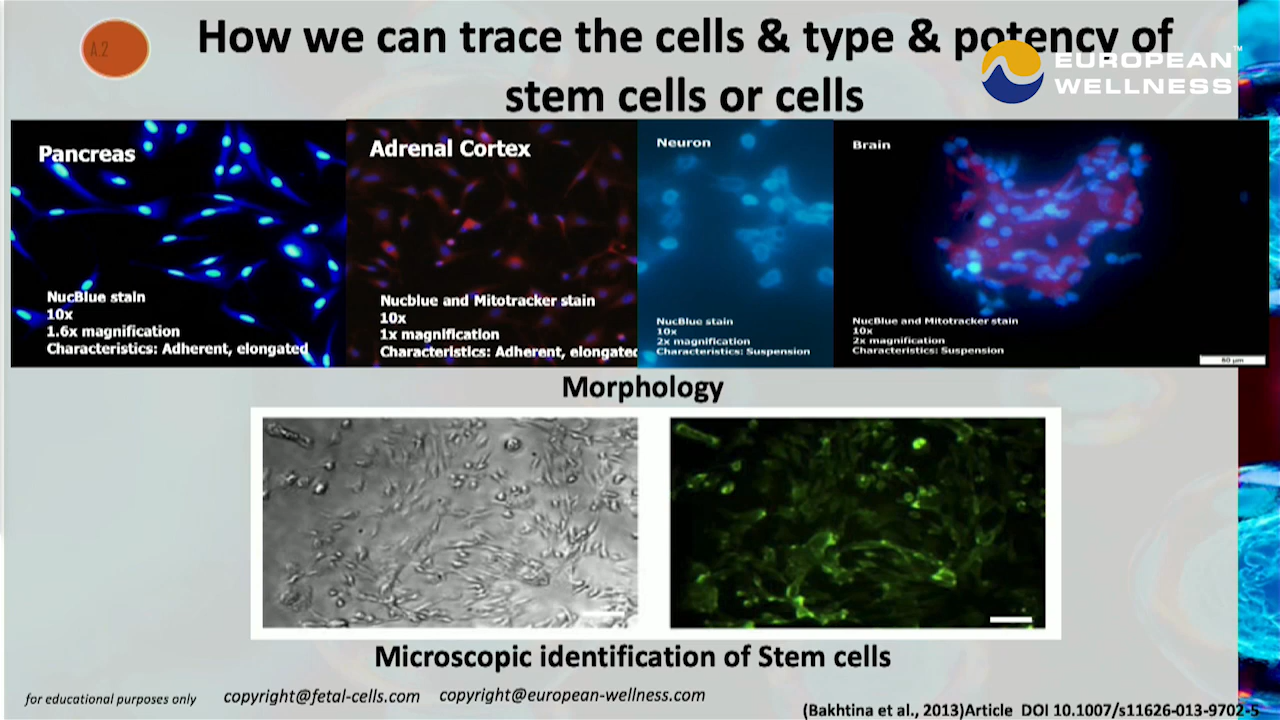 A.2
How we can trace the cells & type & potency of
stem cells or cells
EUROPEAN
WELLNESS™
Pancreas
NucBlue stain
10x
1.6x magnification
Characteristics: Adherent, elongated
Adrenal Cortex
Nucblue and Mitotracker stain
10x
1x magnification
Characteristics: Adherent, elongated
Neuron
NucBlue stain
10x
2x magnification
Characteristics: Suspension
Brain
NucBlue and Mitotracker stain
10x
2x magnification
Characteristics: Suspension
Morphology
Microscopic identification of Stem cells
for educational purposes only copyright@fetal-cells.com copyright@european-wellness.com
(Bakhtina et al., 2013)Article DOI 10.1007/s11626-013-9702-5